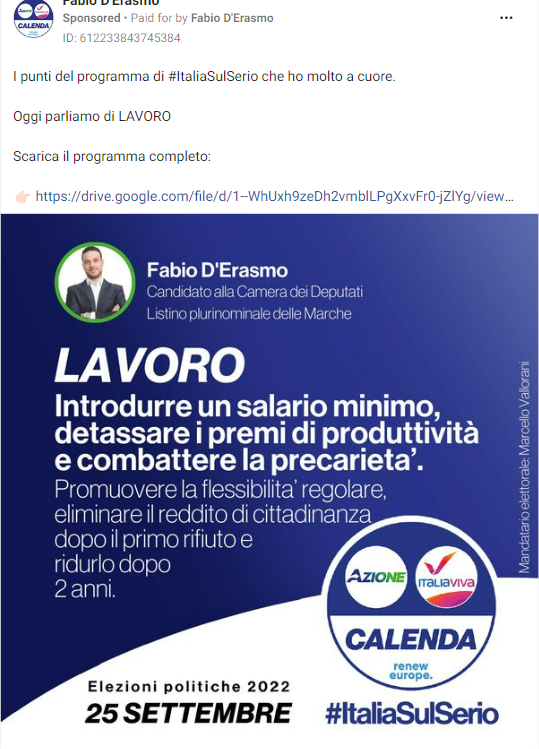 Fabio D'Erasmo
Sponsored • Paid for by Fabio D'Erasmo
ID: 612233843745384
I punti del programma di #ItaliaSulSerio che ho molto a cuore.
Oggi parliamo di LAVORO
Scarica il programma completo:
👉🏻 https://drive.google.com/file/d/1--WhUxh9zeDh2vmblLPgXxvFr0-jZlYg/view...
Fabio D'Erasmo
Candidato alla Camera dei Deputati
Listino plurinominale delle Marche
LAVORO
Introdurre un salario minimo,
detassare i premi di produttività
e combattere la precarieta'.
Promuovere la flessibilita' regolare,
eliminare il reddito di cittadinanza
dopo il primo rifiuto e
ridurlo dopo
2 anni.
Mandatario elettorale: Marcello Vallorani
AZIONE
ITALIAVIVA
CALENDA
renew
europe.
Elezioni politiche 2022
25 SETTEMBRE
#ItaliaSulSerio
CALENDA